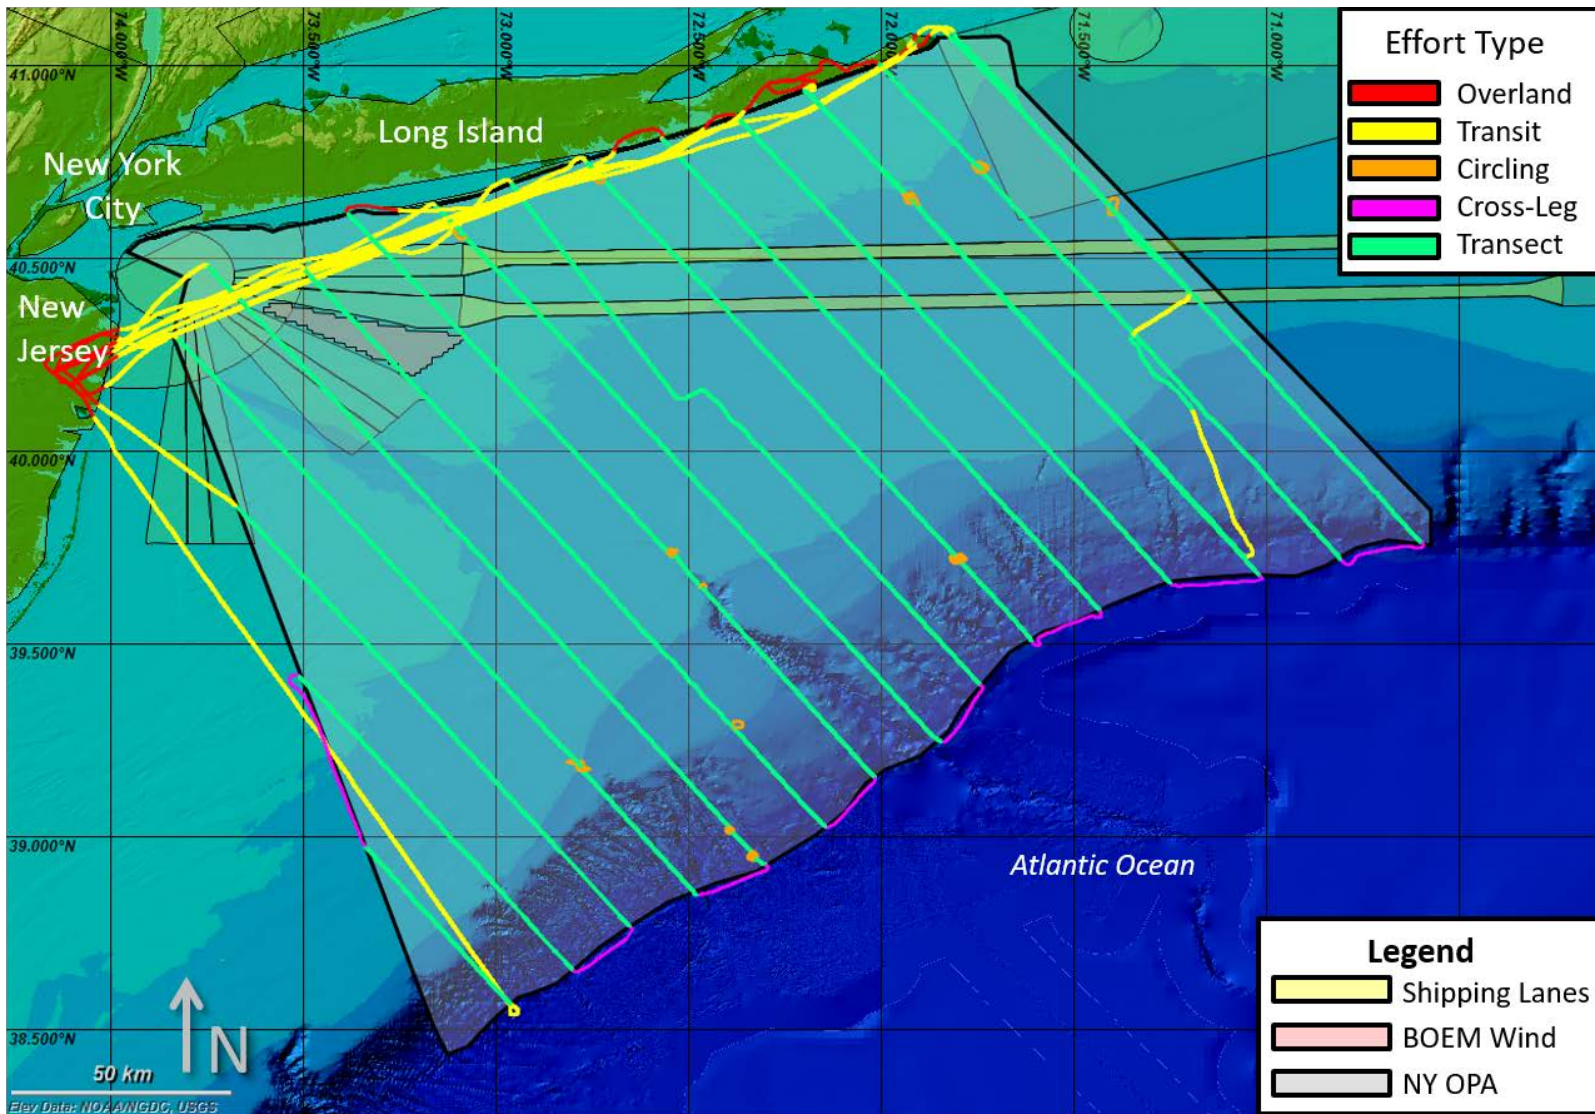 74.000°W
73.500°W
73.000°W
72.500°W
72.000°W
71.500°W
71.000°W
41.000°N
40.500°N
40.000°N
39.500°N
39.000°N
38.500°N
Long Island
New York
City
New
Jersey
Atlantic Ocean
Effort Type
Overland
Transit
Circling
Cross-Leg
Transect
Legend
Shipping Lanes
BOEM Wind
NY OPA
N
50 km
Elev Data: NOAA/NGDC, USGS